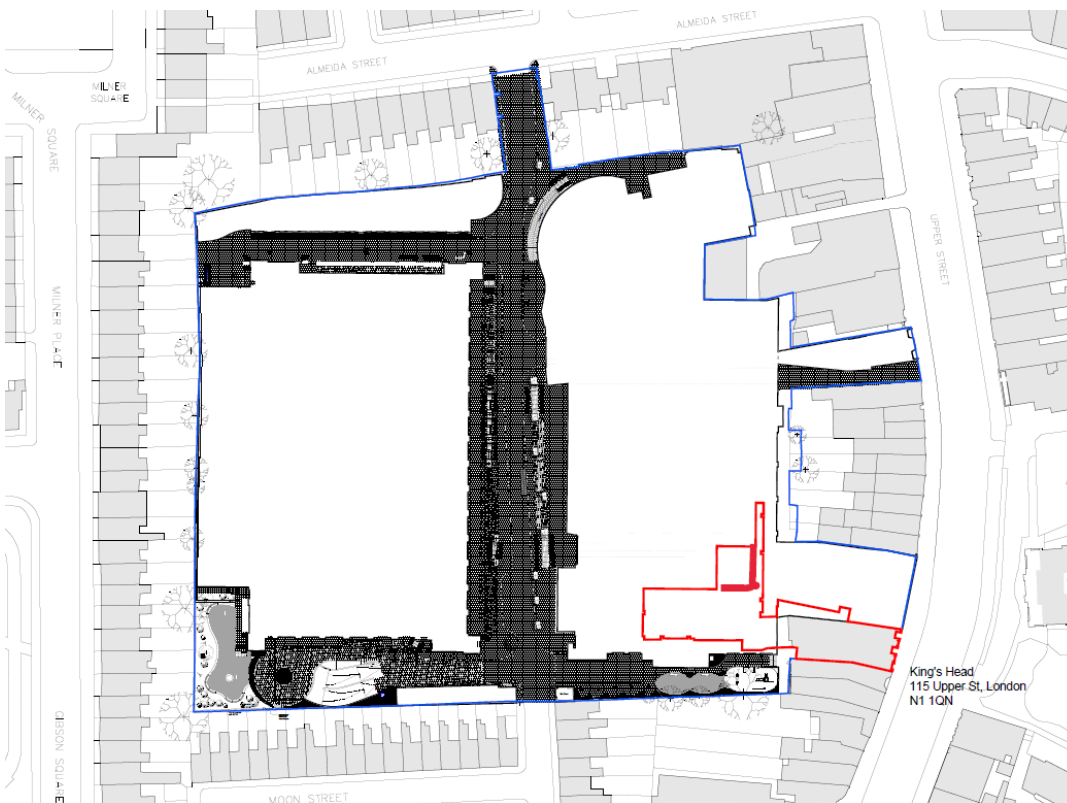 ALMEIDA STREET
ALMEIDA STREET
MILNER
SQUARE
MILNER SQUARE
UPPER STREET
MILNER PLACE
King's Head
115 Upper St, London
N1 1QN
GIBSON SQUARE
MOON STREET